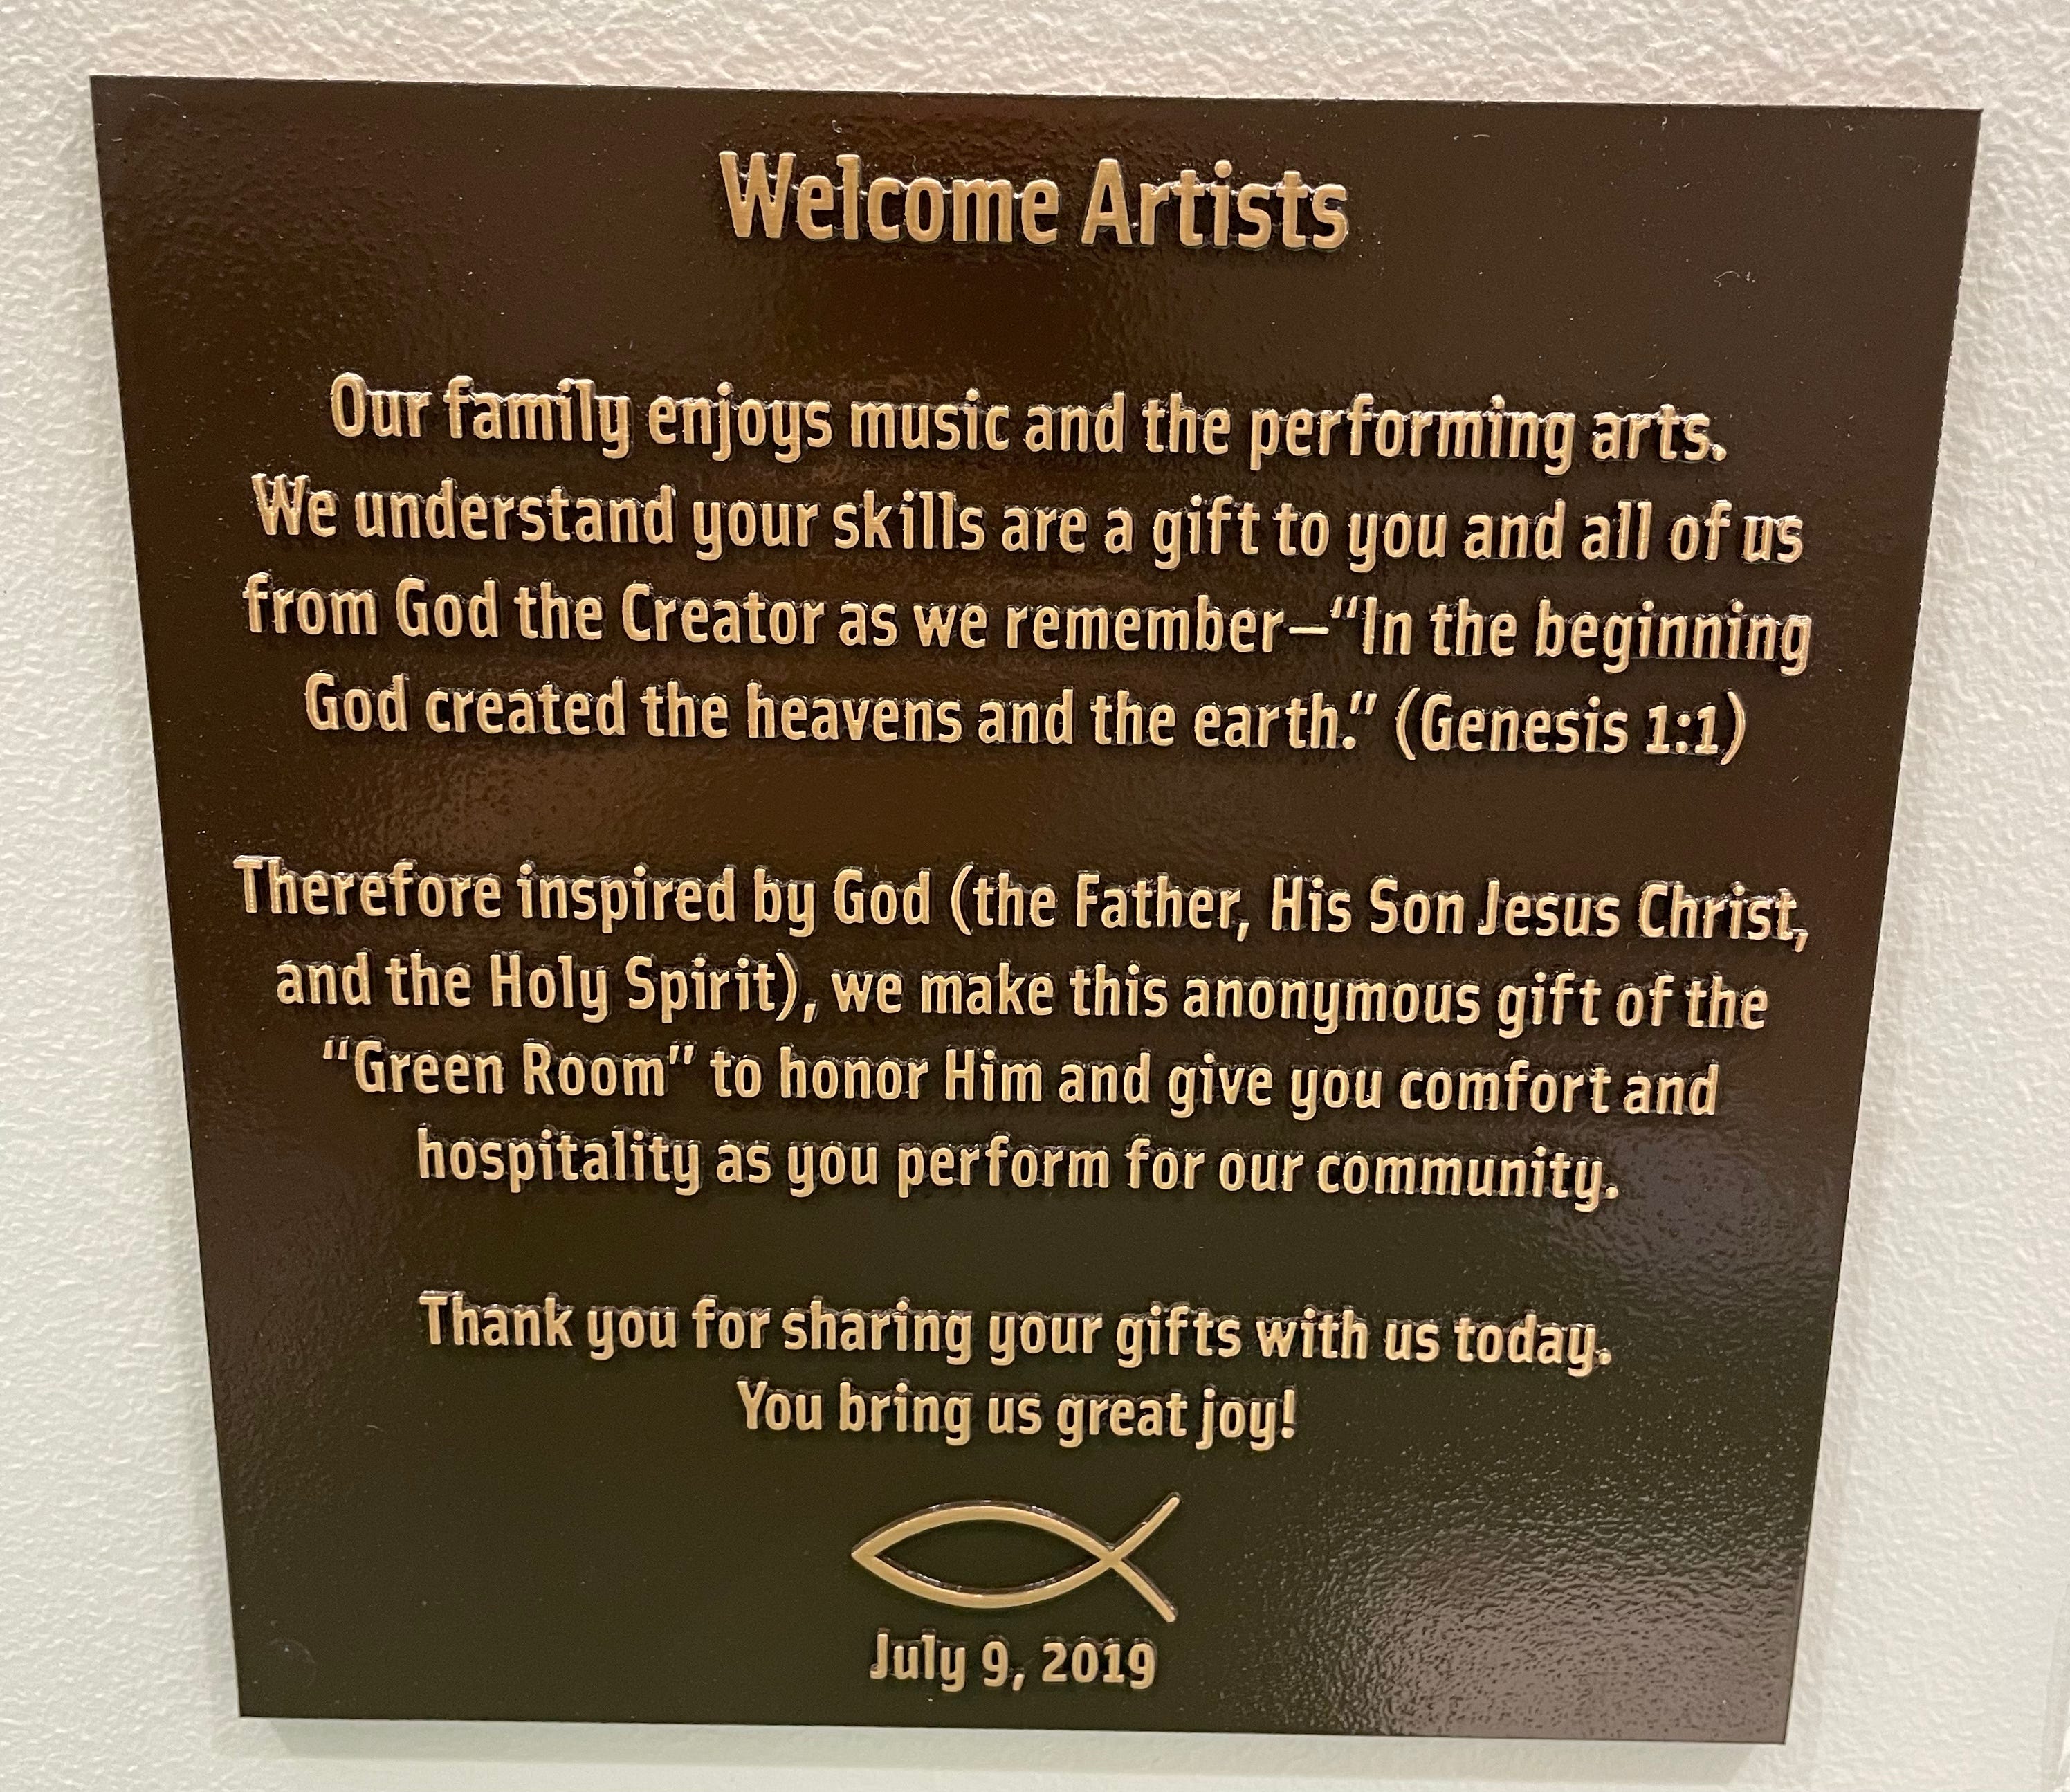 Welcome Artists
Our family enjoys music and the performing arts.
We understand your skills are a gift to you and all of us
from God the Creator as we remember–“In the beginning
God created the heavens and the earth.” (Genesis 1:1)
Therefore inspired by God (the Father, His Son Jesus Christ,
and the Holy Spirit), we make this anonymous gift of the
“Green Room” to honor Him and give you comfort and
hospitality as you perform for our community.
Thank you for sharing your gifts with us today.
You bring us great joy!
July 9, 2019